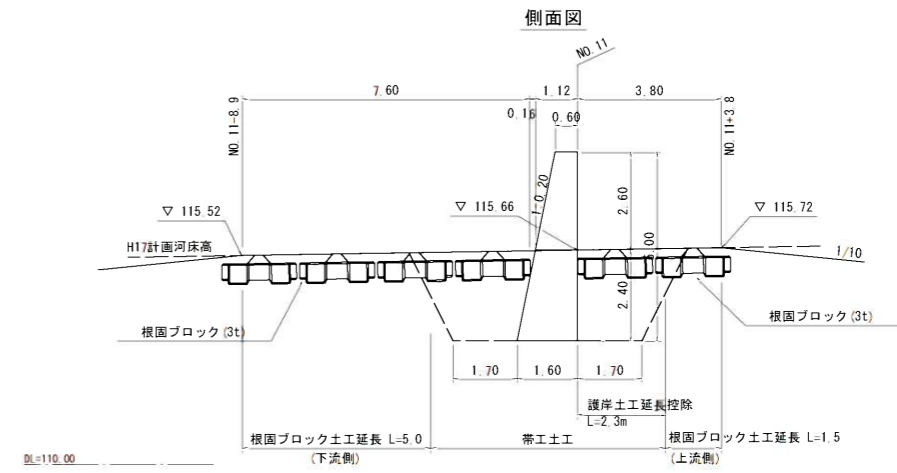 側面図
NO.11
7.60
1.12
3.80
0.16
0.60
NO.11-8.9
NO.11+3.8
1:0.20
2.60
▽ 115.52
▽ 115.66
▽ 115.72
H17計画河床高
1/10
2.40
根固ブロック(3t)
根固ブロック(3t)
1.70
1.60
1.70
護岸土工延長控除
L=2.3m
根固ブロック土工延長 L=5.0
帯工土工
根固ブロック土工延長 L=1.5
(下流側)
(上流側)
DL=110.00